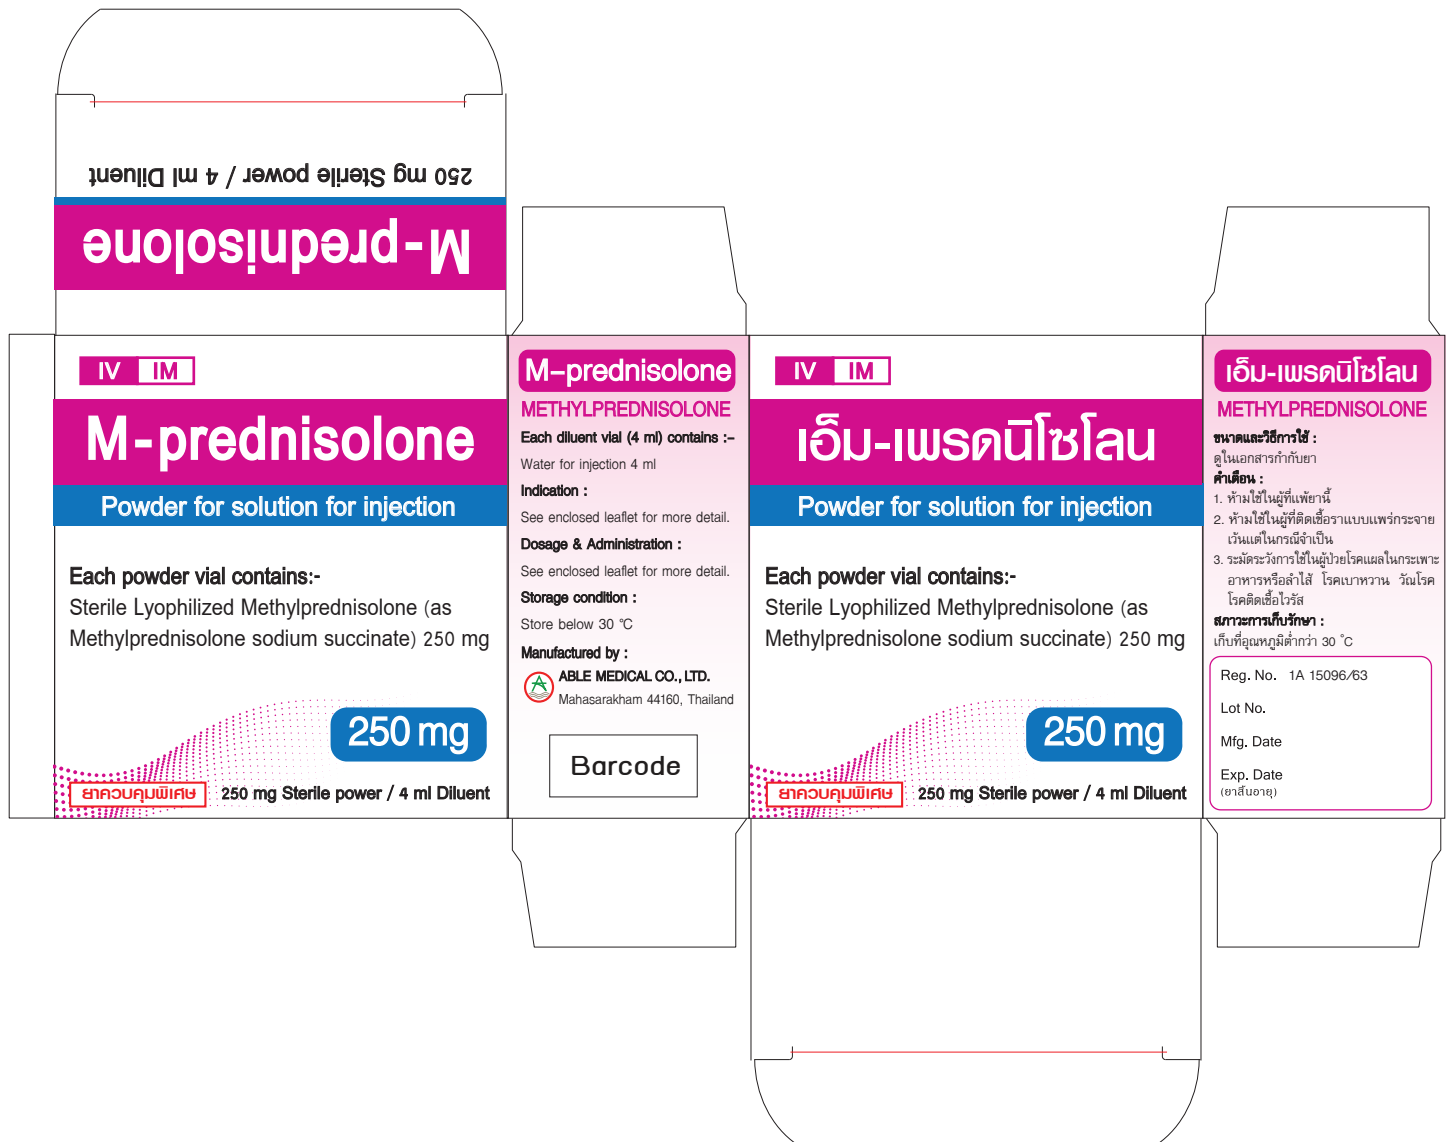 250 mg Sterile power / 4 ml Diluent
M-prednisolone
IV IM
M-prednisolone
Powder for solution for injection
Each powder vial contains:-
Sterile Lyophilized Methylprednisolone (as
Methylprednisolone sodium succinate) 250 mg
250 mg
ยาควบคุมพิเศษ
250 mg Sterile power / 4 ml Diluent
M-prednisolone
METHYLPREDNISOLONE
Each diluent vial (4 ml) contains :-
Water for injection 4 ml
Indication :
See enclosed leaflet for more detail.
Dosage & Administration :
See enclosed leaflet for more detail.
Storage condition :
Store below 30 °C
Manufactured by :
ABLE MEDICAL CO., LTD.
Mahasarakham 44160, Thailand
Barcode
IV IM
เอ็ม-เพรดนิโซโลน
Powder for solution for injection
Each powder vial contains:-
Sterile Lyophilized Methylprednisolone (as
Methylprednisolone sodium succinate) 250 mg
250 mg
ยาควบคุมพิเศษ
250 mg Sterile power / 4 ml Diluent
เอ็ม-เพรดนิโซโลน
METHYLPREDNISOLONE
ขนาดและวิธีการใช้ :
ดูในเอกสารกำกับยา
คำเตือน :
1. ห้ามใช้ในผู้ที่แพ้ยานี้
2. ห้ามใช้ในผู้ที่ติดเชื้อราแบบแพร่กระจาย
เว้นแต่ในกรณีจำเป็น
3. ระมัดระวังการใช้ในผู้ป่วยโรคแผลในกระเพาะ
อาหารหรือลำไส้ โรคเบาหวาน วัณโรค
โรคติดเชื้อไวรัส
สภาวะการเก็บรักษา :
เก็บที่อุณหภูมิต่ำกว่า 30 °C
Reg. No. 1A 15096/63
Lot No.
Mfg. Date
Exp. Date
(ยาสิ้นอายุ)